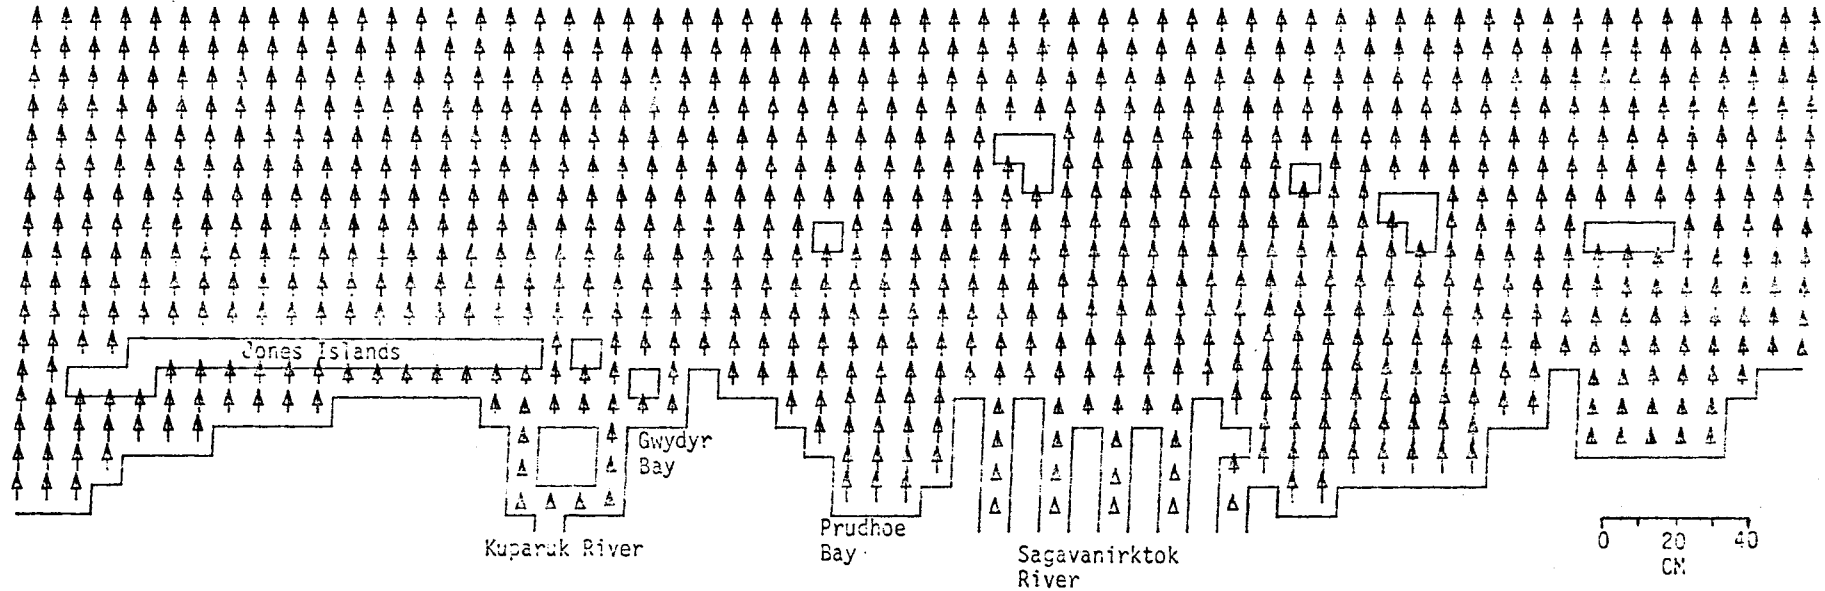 Jones Islands
Gwydyr
Bay
Kuparuk River
Prudhoe
Bay
Sagavanirktok
River
0 20 40
CM